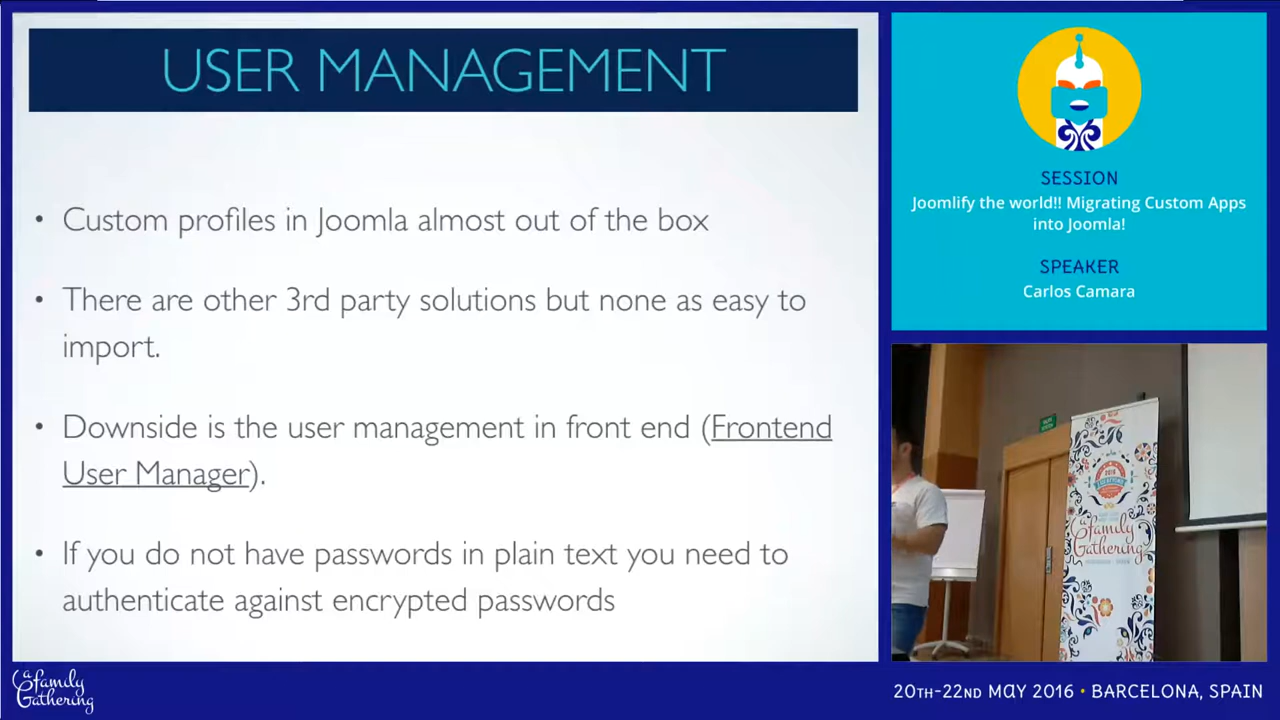 USER MANAGEMENT
• Custom profiles in Joomla almost out of the box
• There are other 3rd party solutions but none as easy to
import.
• Downside is the user management in front end (Frontend
User Manager).
• If you do not have passwords in plain text you need to
authenticate against encrypted passwords
SESSION
Joomlify the world!! Migrating Custom Apps
into Joomla!
SPEAKER
Carlos Camara
a family
Gathering
a family
Gathering
20TH-22ND MAY 2016 • BARCELONA, SPAIN